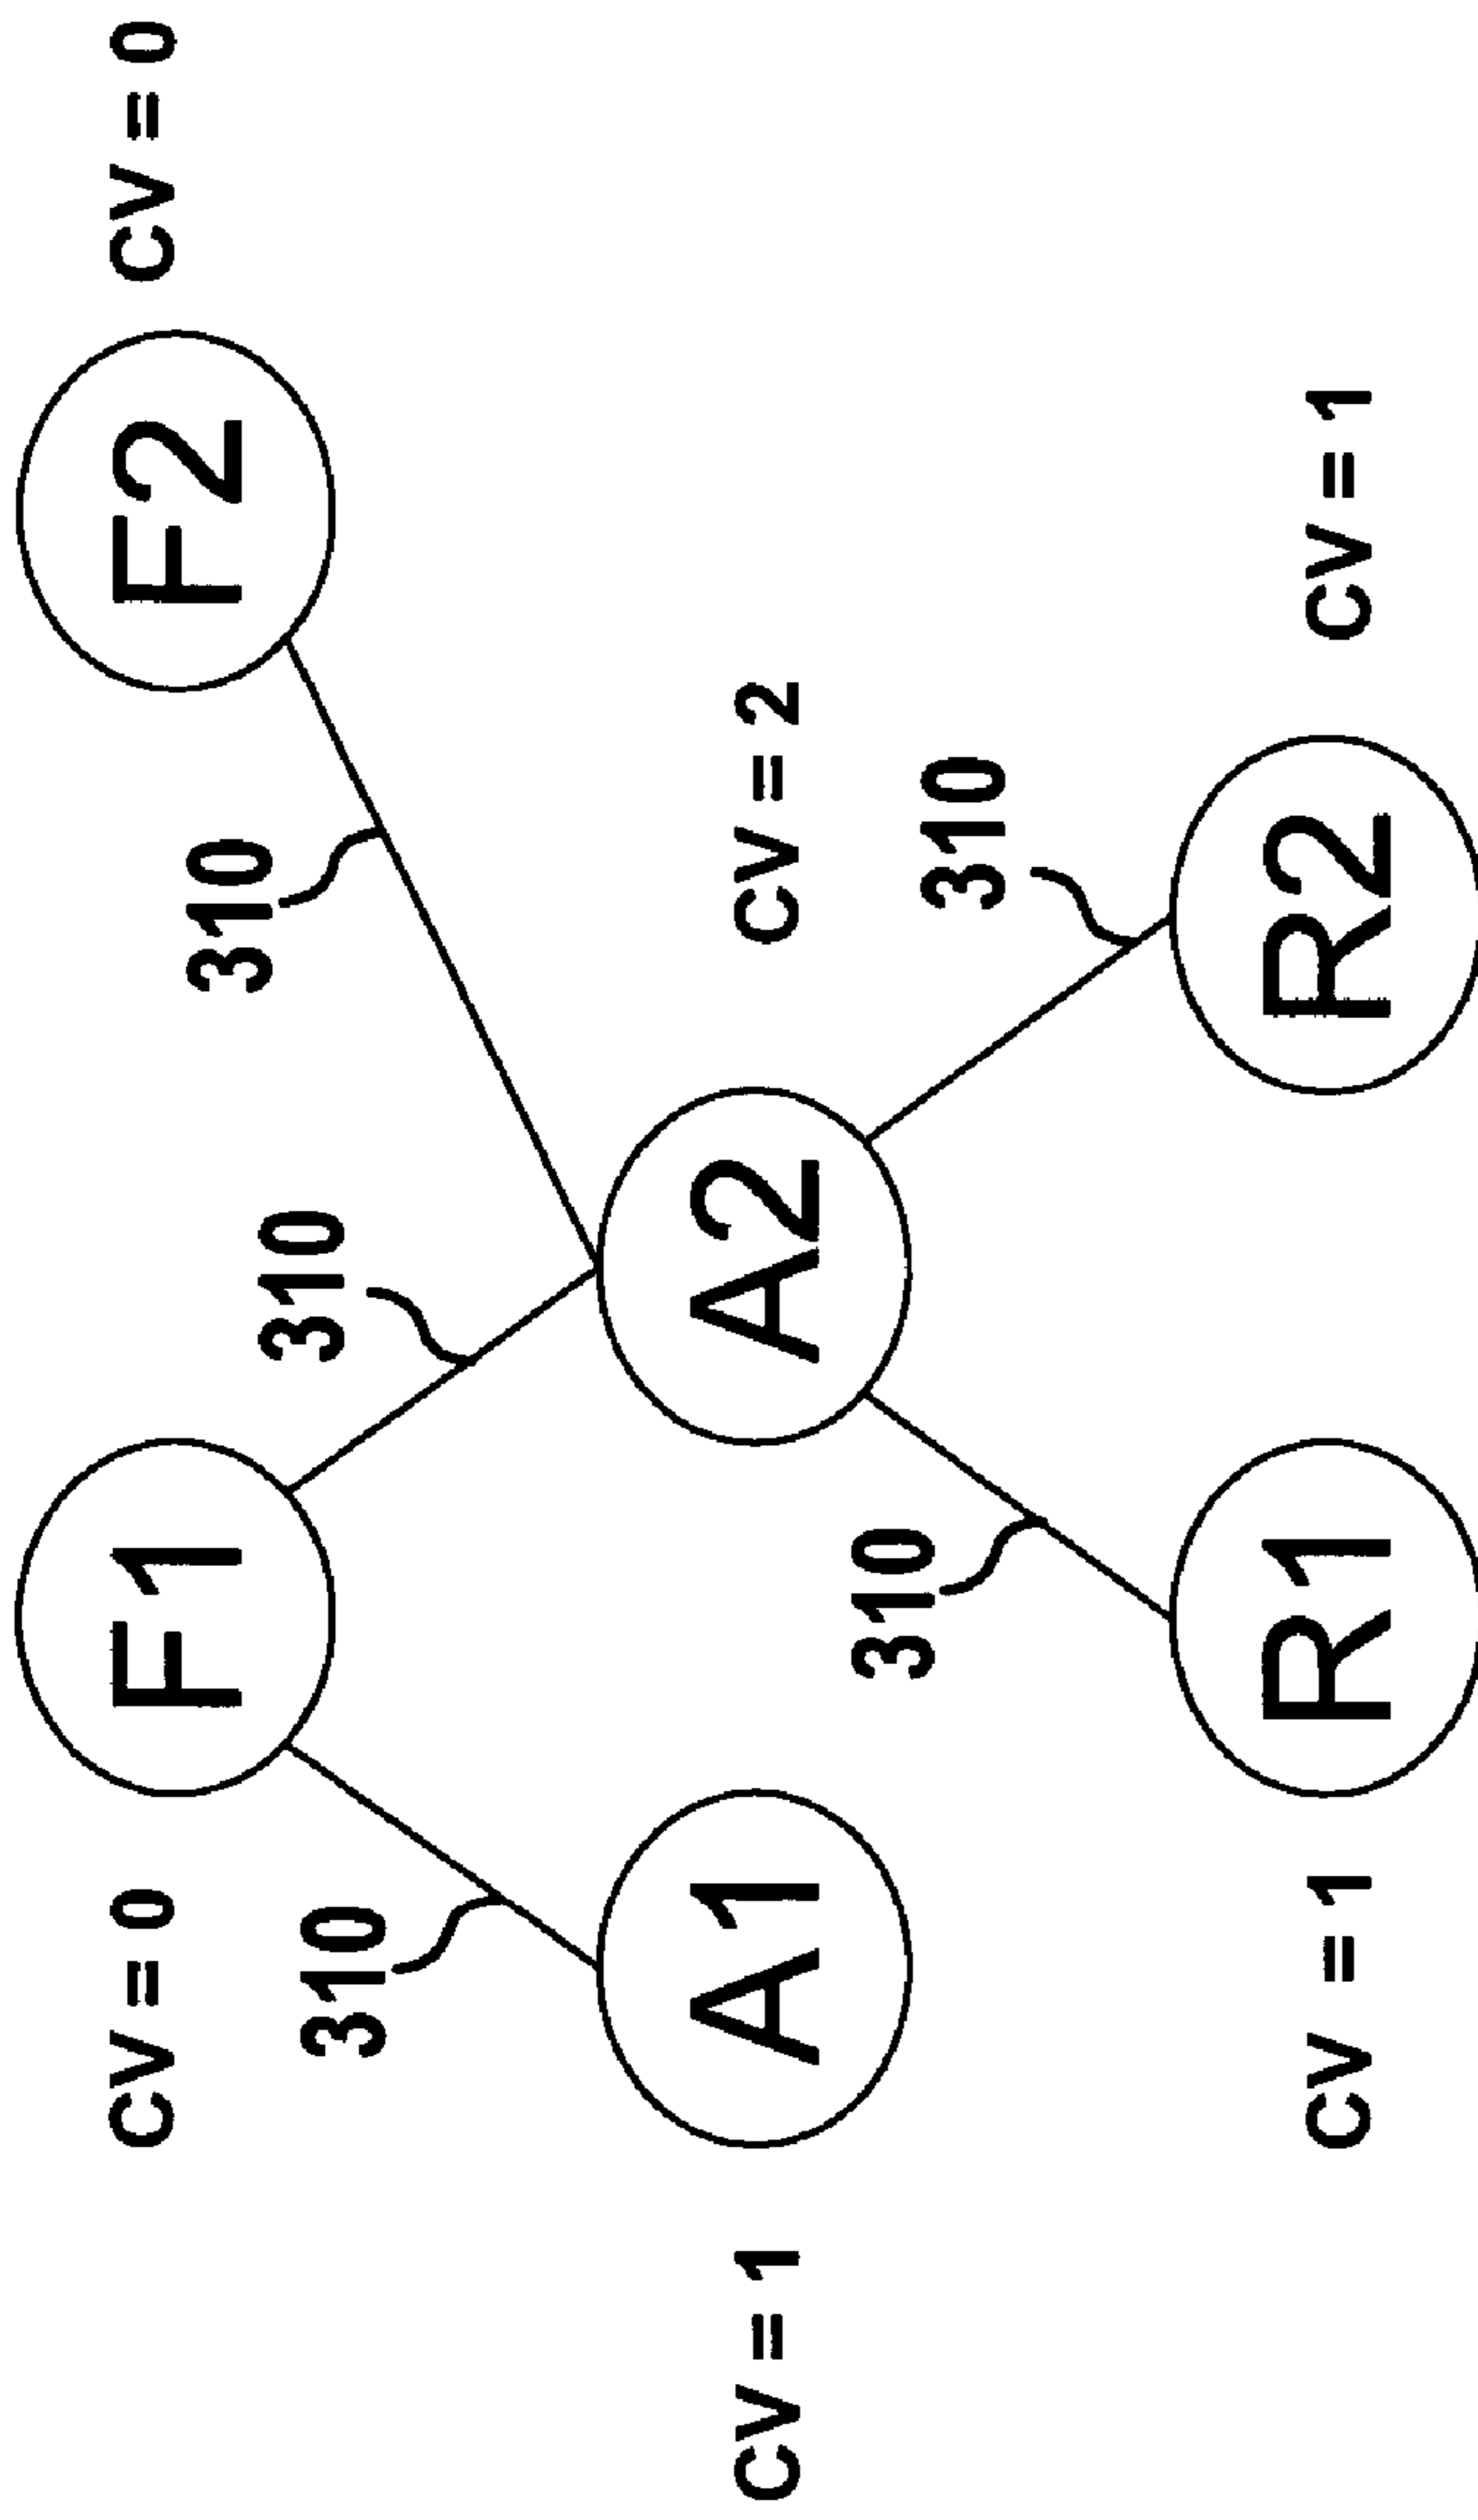 CV = 0
F1
F2
CV = 0
310
310
310
CV = 1
A1
A2
CV = 2
310
310
CV = 1
R1
R2
CV = 1